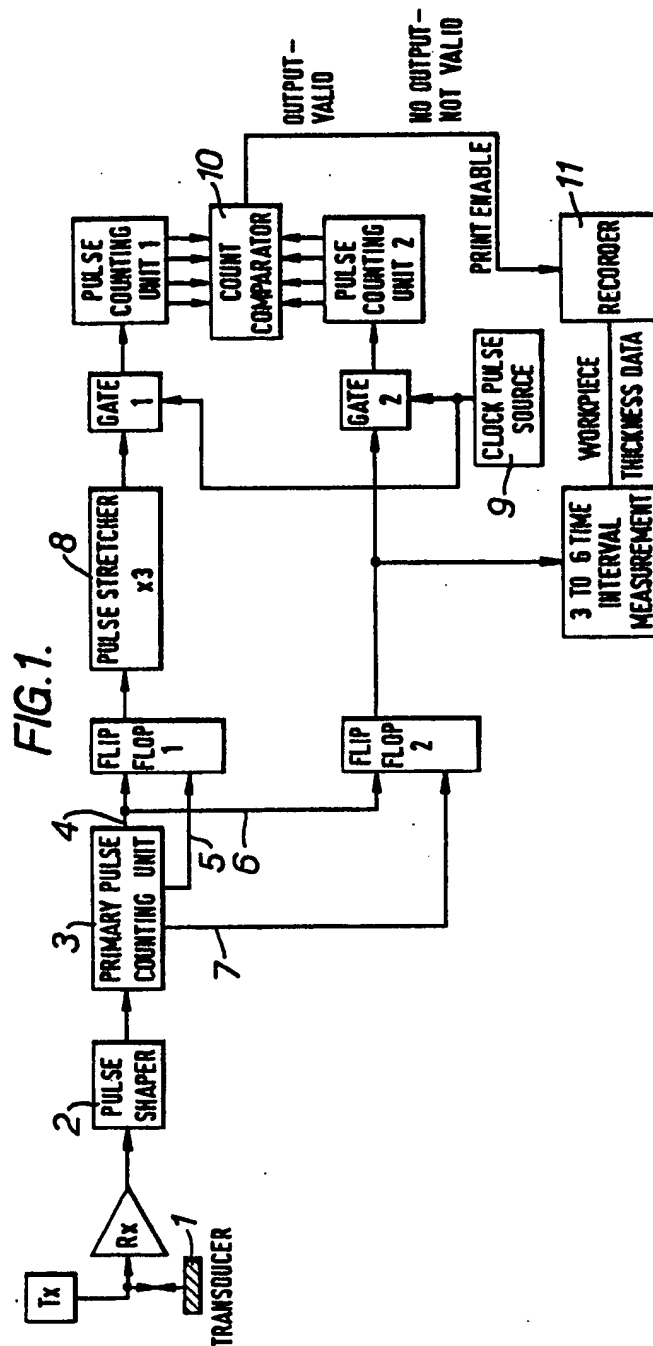 FIG.1.
Tx
Rx
1
TRANSDUCER
2
PULSE
SHAPER
3
PRIMARY PULSE
COUNTING UNIT
4
5
6
7
FLIP
FLOP
1
FLIP
FLOP
2
8
PULSE STRETCHER
x3
GATE
1
GATE
2
9
CLOCK PULSE
SOURCE
PULSE
COUNTING
UNIT 1
10
COUNT
COMPARATOR
PULSE
COUNTING
UNIT 2
OUTPUT-
VALID
NO OUTPUT-
NOT VALID
PRINT ENABLE
11
RECORDER
WORKPIECE
THICKNESS DATA
3 TO 6 TIME
INTERVAL
MEASUREMENT